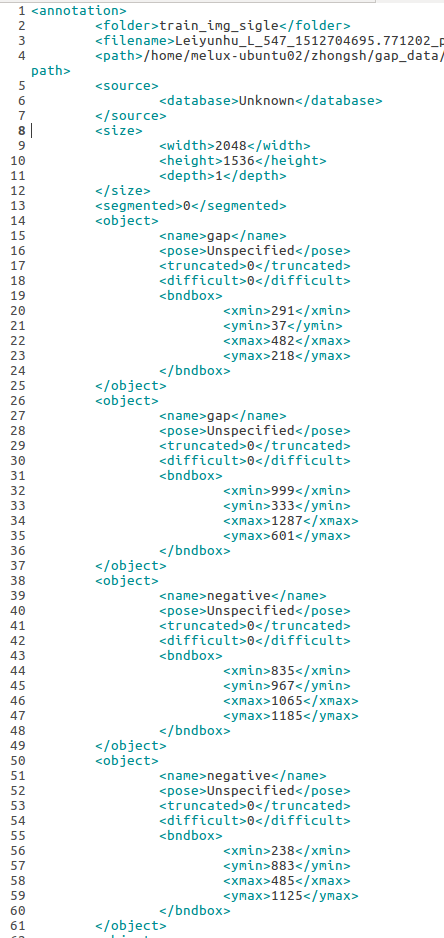 1 <annotation>
2 <folder>train_img_sigle</folder>
3 <filename>Leiyunhu_L_547_1512704695.771202_p
4 <path>/home/melux-ubuntu02/zhongsh/gap_data/
path>
5 <source>
6 <database>Unknown</database>
7 </source>
8 <size>
9 <width>2048</width>
10 <height>1536</height>
11 <depth>1</depth>
12 </size>
13 <segmented>0</segmented>
14 <object>
15 <name>gap</name>
16 <pose>Unspecified</pose>
17 <truncated>0</truncated>
18 <difficult>0</difficult>
19 <bndbox>
20 <xmin>291</xmin>
21 <ymin>37</ymin>
22 <xmax>482</xmax>
23 <ymax>218</ymax>
24 </bndbox>
25 </object>
26 <object>
27 <name>gap</name>
28 <pose>Unspecified</pose>
29 <truncated>0</truncated>
30 <difficult>0</difficult>
31 <bndbox>
32 <xmin>999</xmin>
33 <ymin>333</ymin>
34 <xmax>1287</xmax>
35 <ymax>601</ymax>
36 </bndbox>
37 </object>
38 <object>
39 <name>negative</name>
40 <pose>Unspecified</pose>
41 <truncated>0</truncated>
42 <difficult>0</difficult>
43 <bndbox>
44 <xmin>835</xmin>
45 <ymin>967</ymin>
46 <xmax>1065</xmax>
47 <ymax>1185</ymax>
48 </bndbox>
49 </object>
50 <object>
51 <name>negative</name>
52 <pose>Unspecified</pose>
53 <truncated>0</truncated>
54 <difficult>0</difficult>
55 <bndbox>
56 <xmin>238</xmin>
57 <ymin>883</ymin>
58 <xmax>485</xmax>
59 <ymax>1125</ymax>
60 </bndbox>
61 </object>